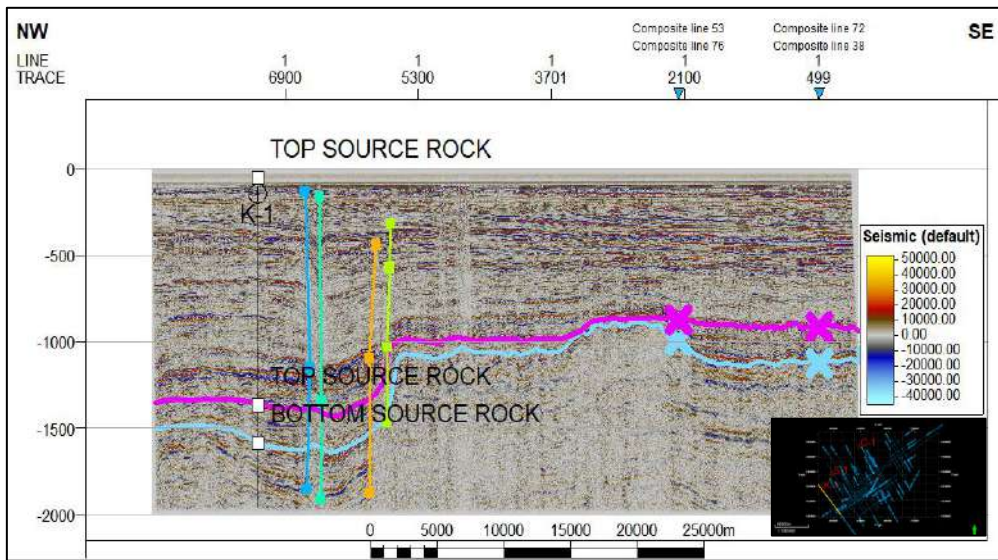 NW
SE
Composite line 53
Composite line 72
Composite line 76
Composite line 38
LINE 1 1 1 1 1
TRACE 6900 5300 3701 2100 499
TOP SOURCE ROCK
0
K-1
-500
-1000
-1500
-2000
TOP SOURCE ROCK
BOTTOM SOURCE ROCK
Seismic (default)
50000.00
40000.00
30000.00
20000.00
10000.00
0.00
-10000.00
-20000.00
-30000.00
-40000.00
0 5000 10000 15000 20000 25000m